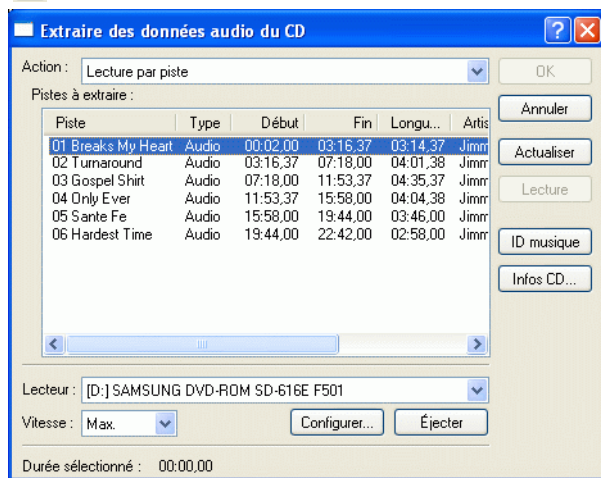 Extraire des données audio du CD
Action : Lecture par piste OK
Pistes à extraire : Annuler
Piste Type Début Fin Longu... Artis
01 Breaks My Heart Audio 00:02,00 03:16,37 03:14,37 Jimm
02 Turnaround Audio 03:16,37 07:18,00 04:01,38 Jimm
03 Gospel Shirt Audio 07:18,00 11:53,37 04:35,37 Jimm
04 Only Ever Audio 11:53,37 15:58,00 04:04,38 Jimm
05 Sante Fe Audio 15:58,00 19:44,00 03:46,00 Jimm
06 Hardest Time Audio 19:44,00 22:42,00 02:58,00 Jimm
Actualiser
Lecture
ID musique
Infos CD...
Lecteur : [D:] SAMSUNG DVD-ROM SD-616E F501
Vitesse : Max. Configurer... Éjecter
Durée sélectionné : 00:00,00